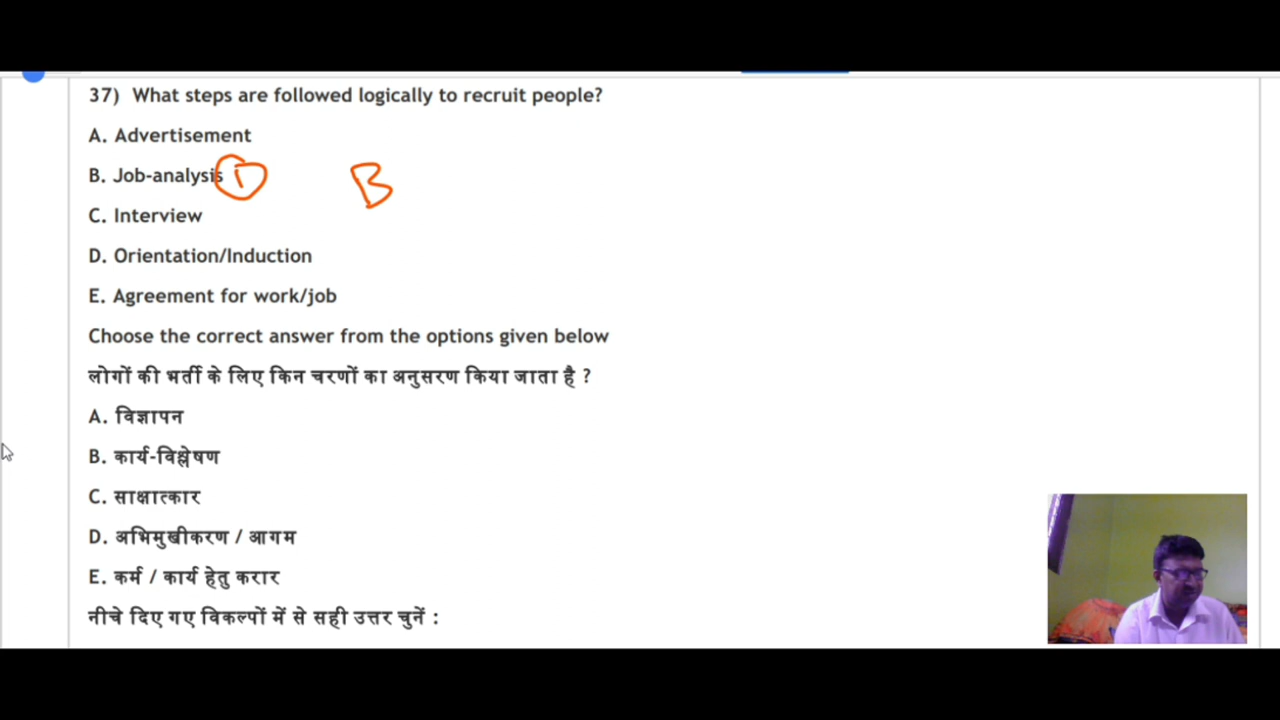 37) What steps are followed logically to recruit people?
A. Advertisement
B. Job-analysis ① B
C. Interview
D. Orientation/Induction
E. Agreement for work/job
Choose the correct answer from the options given below
लोगों की भर्ती के लिए किन चरणों का अनुसरण किया जाता है ?
A. विज्ञापन
B. कार्य-विश्लेषण
C. साक्षात्कार
D. अभिमुखीकरण / आगम
E. कर्म / कार्य हेतु करार
नीचे दिए गए विकल्पों में से सही उत्तर चुनें :